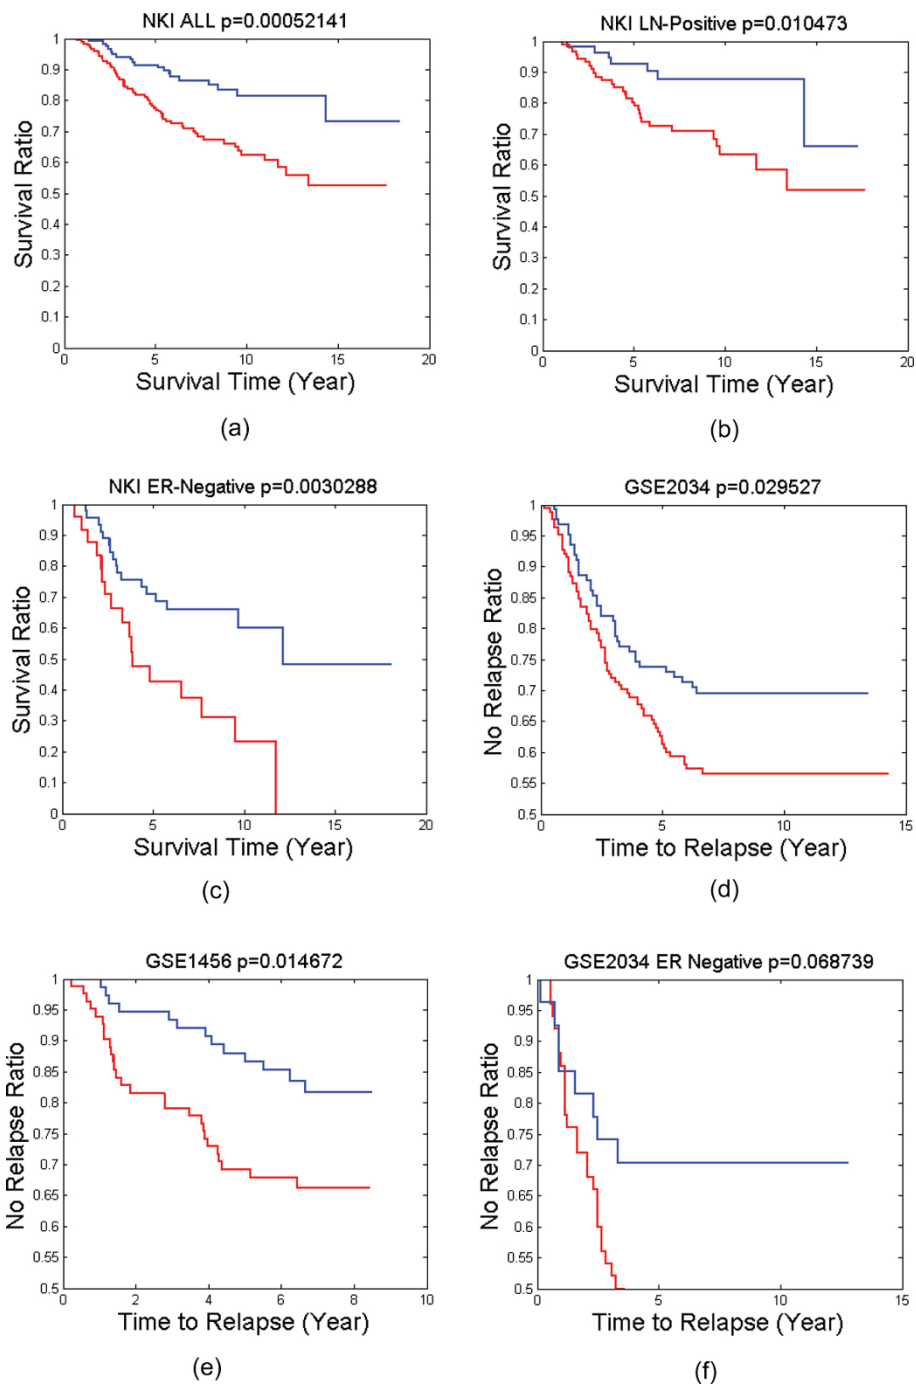 NKI ALL p=0.00052141
1
0.9
0.8
0.7
0.6
0.5
0.4
0.3
0.2
0.1
0
Survival Ratio
0 5 10 15 20
Survival Time (Year)
(a)
NKI LN-Positive p=0.010473
1
0.9
0.8
0.7
0.6
0.5
0.4
0.3
0.2
0.1
0
Survival Ratio
0 5 10 15 20
Survival Time (Year)
(b)
NKI ER-Negative p=0.0030288
1
0.9
0.8
0.7
0.6
0.5
0.4
0.3
0.2
0.1
0
Survival Ratio
0 5 10 15 20
Survival Time (Year)
(c)
GSE2034 p=0.029527
1
0.95
0.9
0.85
0.8
0.75
0.7
0.65
0.6
0.55
0.5
No Relapse Ratio
0 5 10 15
Time to Relapse (Year)
(d)
GSE1456 p=0.014672
1
0.95
0.9
0.85
0.8
0.75
0.7
0.65
0.6
0.55
0.5
No Relapse Ratio
0 2 4 6 8 10
Time to Relapse (Year)
(e)
GSE2034 ER Negative p=0.068739
1
0.95
0.9
0.85
0.8
0.75
0.7
0.65
0.6
0.55
0.5
No Relapse Ratio
0 5 10 15
Time to Relapse (Year)
(f)